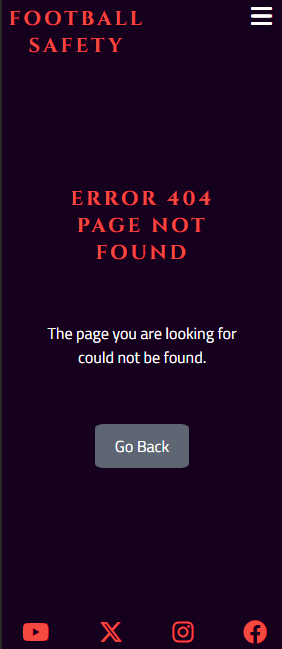 FOOTBALL
SAFETY
ERROR 404
PAGE NOT
FOUND
The page you are looking for
could not be found.
Go Back